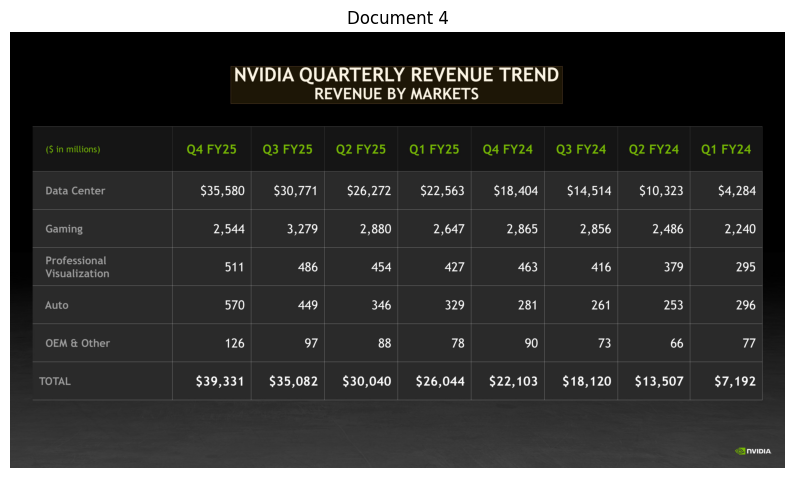 Document 4
NVIDIA QUARTERLY REVENUE TREND
REVENUE BY MARKETS
($ in millions) Q4 FY25 Q3 FY25 Q2 FY25 Q1 FY25 Q4 FY24 Q3 FY24 Q2 FY24 Q1 FY24
Data Center $35,580 $30,771 $26,272 $22,563 $18,404 $14,514 $10,323 $4,284
Gaming 2,544 3,279 2,880 2,647 2,865 2,856 2,486 2,240
Professional
Visualization 511 486 454 427 463 416 379 295
Auto 570 449 346 329 281 261 253 296
OEM & Other 126 97 88 78 90 73 66 77
TOTAL $39,331 $35,082 $30,040 $26,044 $22,103 $18,120 $13,507 $7,192
NVIDIA